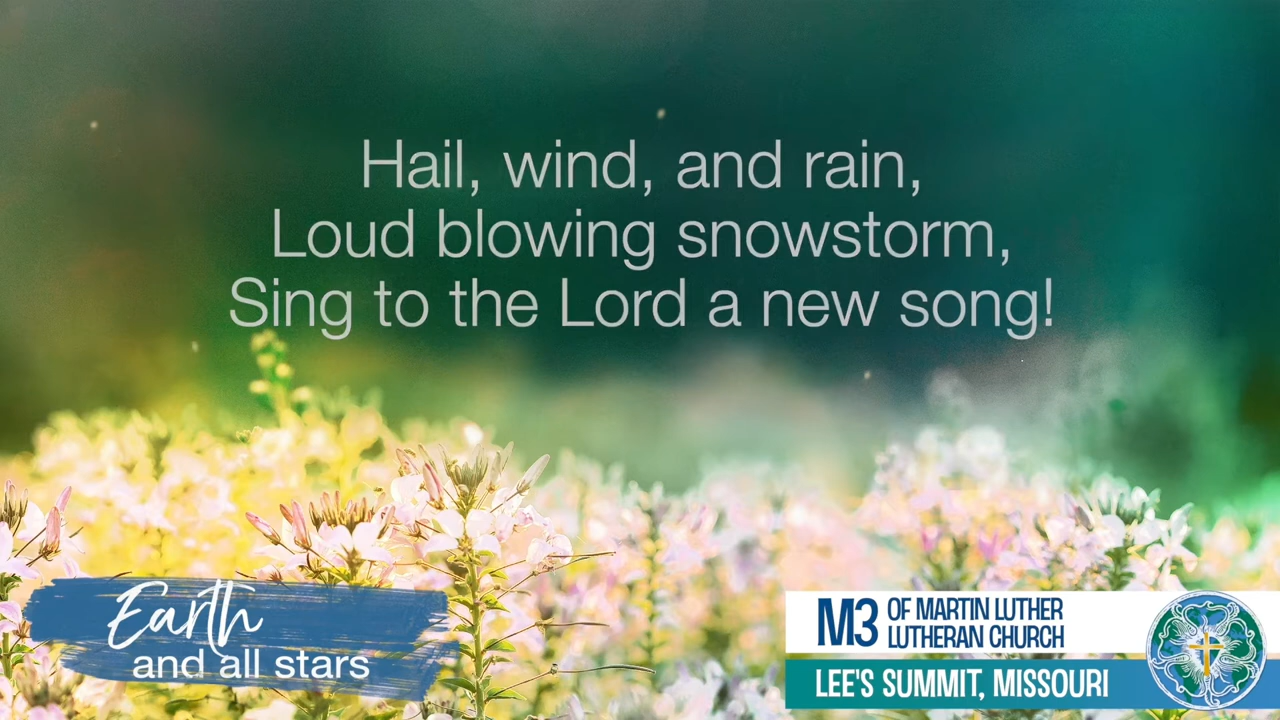 Hail, wind, and rain,
Loud blowing snowstorm,
Sing to the Lord a new song!
Earth
and all stars
M3 OF MARTIN LUTHER
LUTHERAN CHURCH
LEE'S SUMMIT, MISSOURI